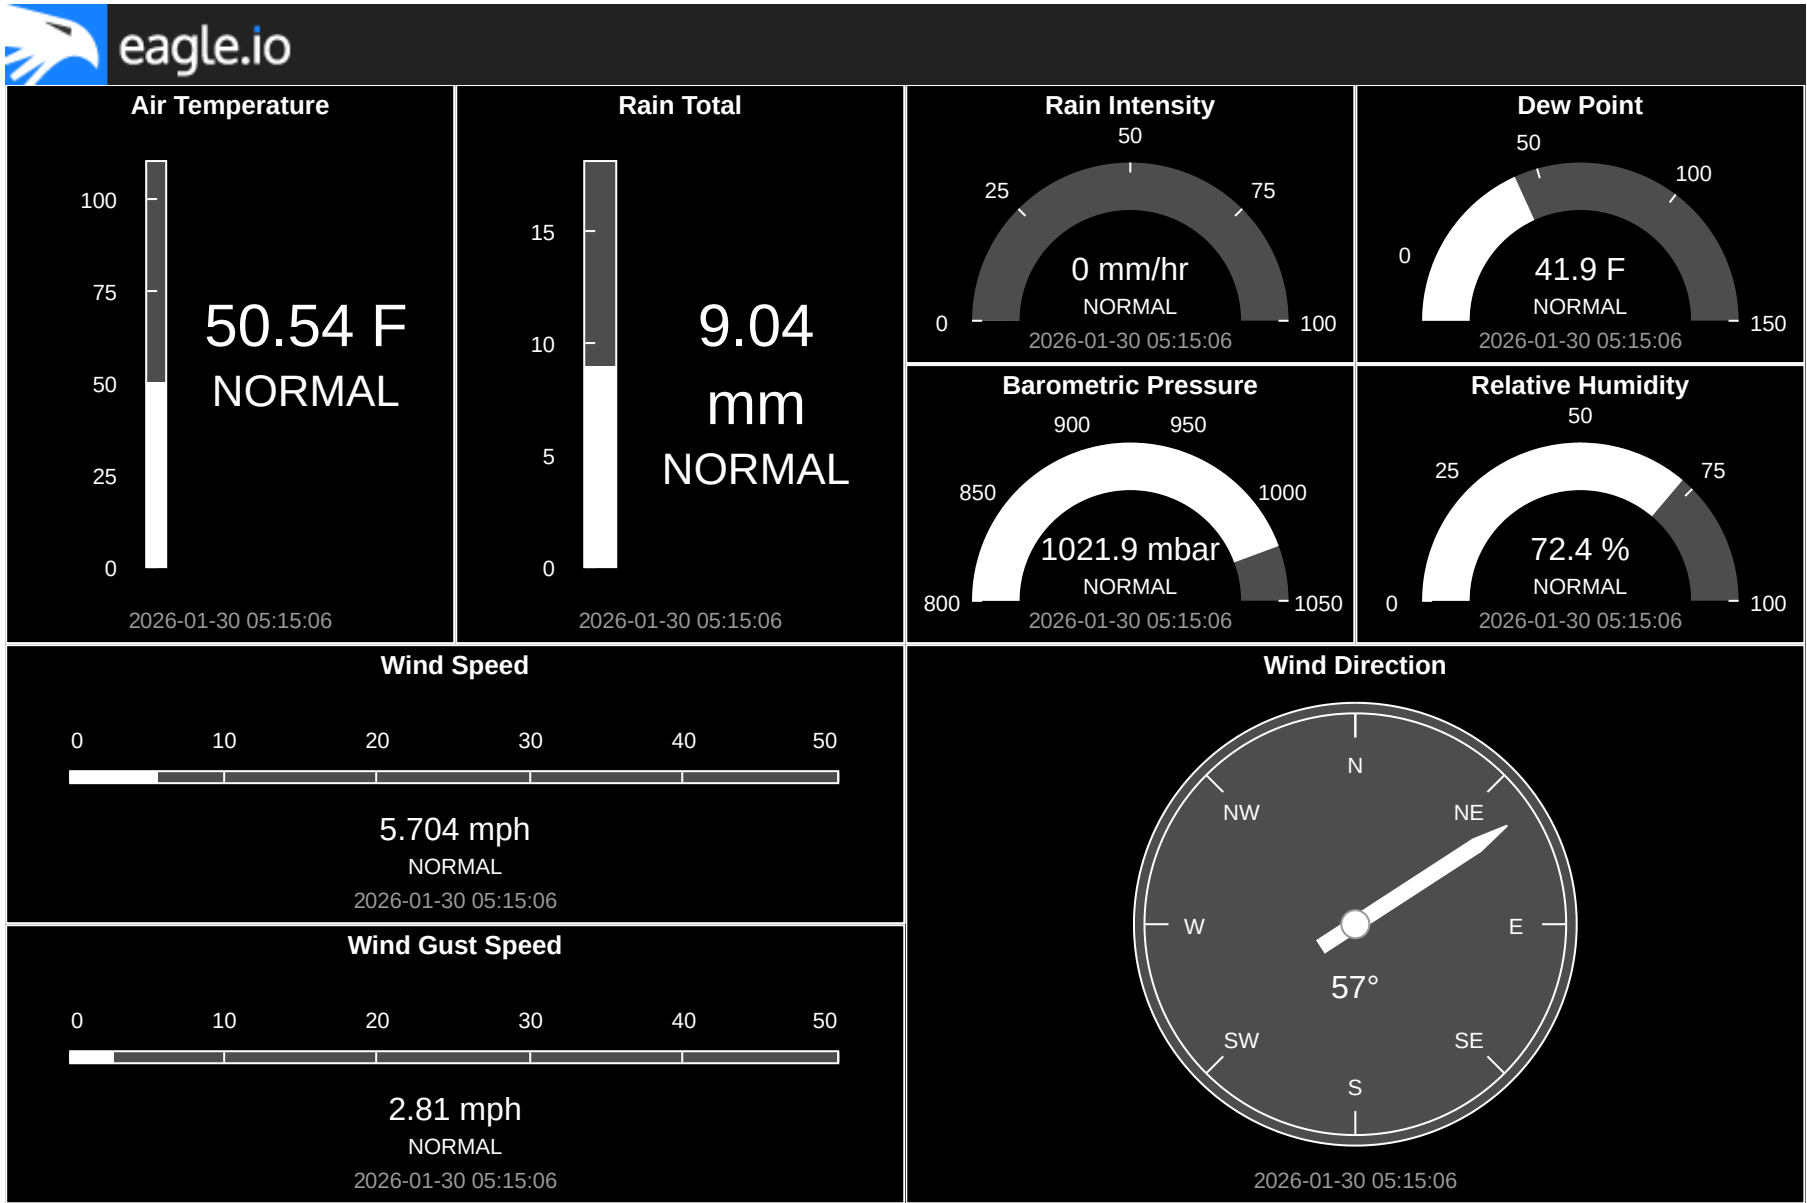 eagle.io
Air Temperature
100
75
50
25
0
50.54 F
NORMAL
2026-01-30 05:15:06
Rain Total
15
10
5
0
9.04
mm
NORMAL
2026-01-30 05:15:06
Rain Intensity
50
25
75
0
100
0 mm/hr
NORMAL
2026-01-30 05:15:06
Dew Point
50
100
0
150
41.9 F
NORMAL
2026-01-30 05:15:06
Barometric Pressure
900
950
850
1000
800
1050
1021.9 mbar
NORMAL
2026-01-30 05:15:06
Relative Humidity
50
25
75
0
100
72.4 %
NORMAL
2026-01-30 05:15:06
Wind Speed
0 10 20 30 40 50
5.704 mph
NORMAL
2026-01-30 05:15:06
Wind Gust Speed
0 10 20 30 40 50
2.81 mph
NORMAL
2026-01-30 05:15:06
Wind Direction
N
NW
NE
W
E
57°
SW
SE
S
2026-01-30 05:15:06